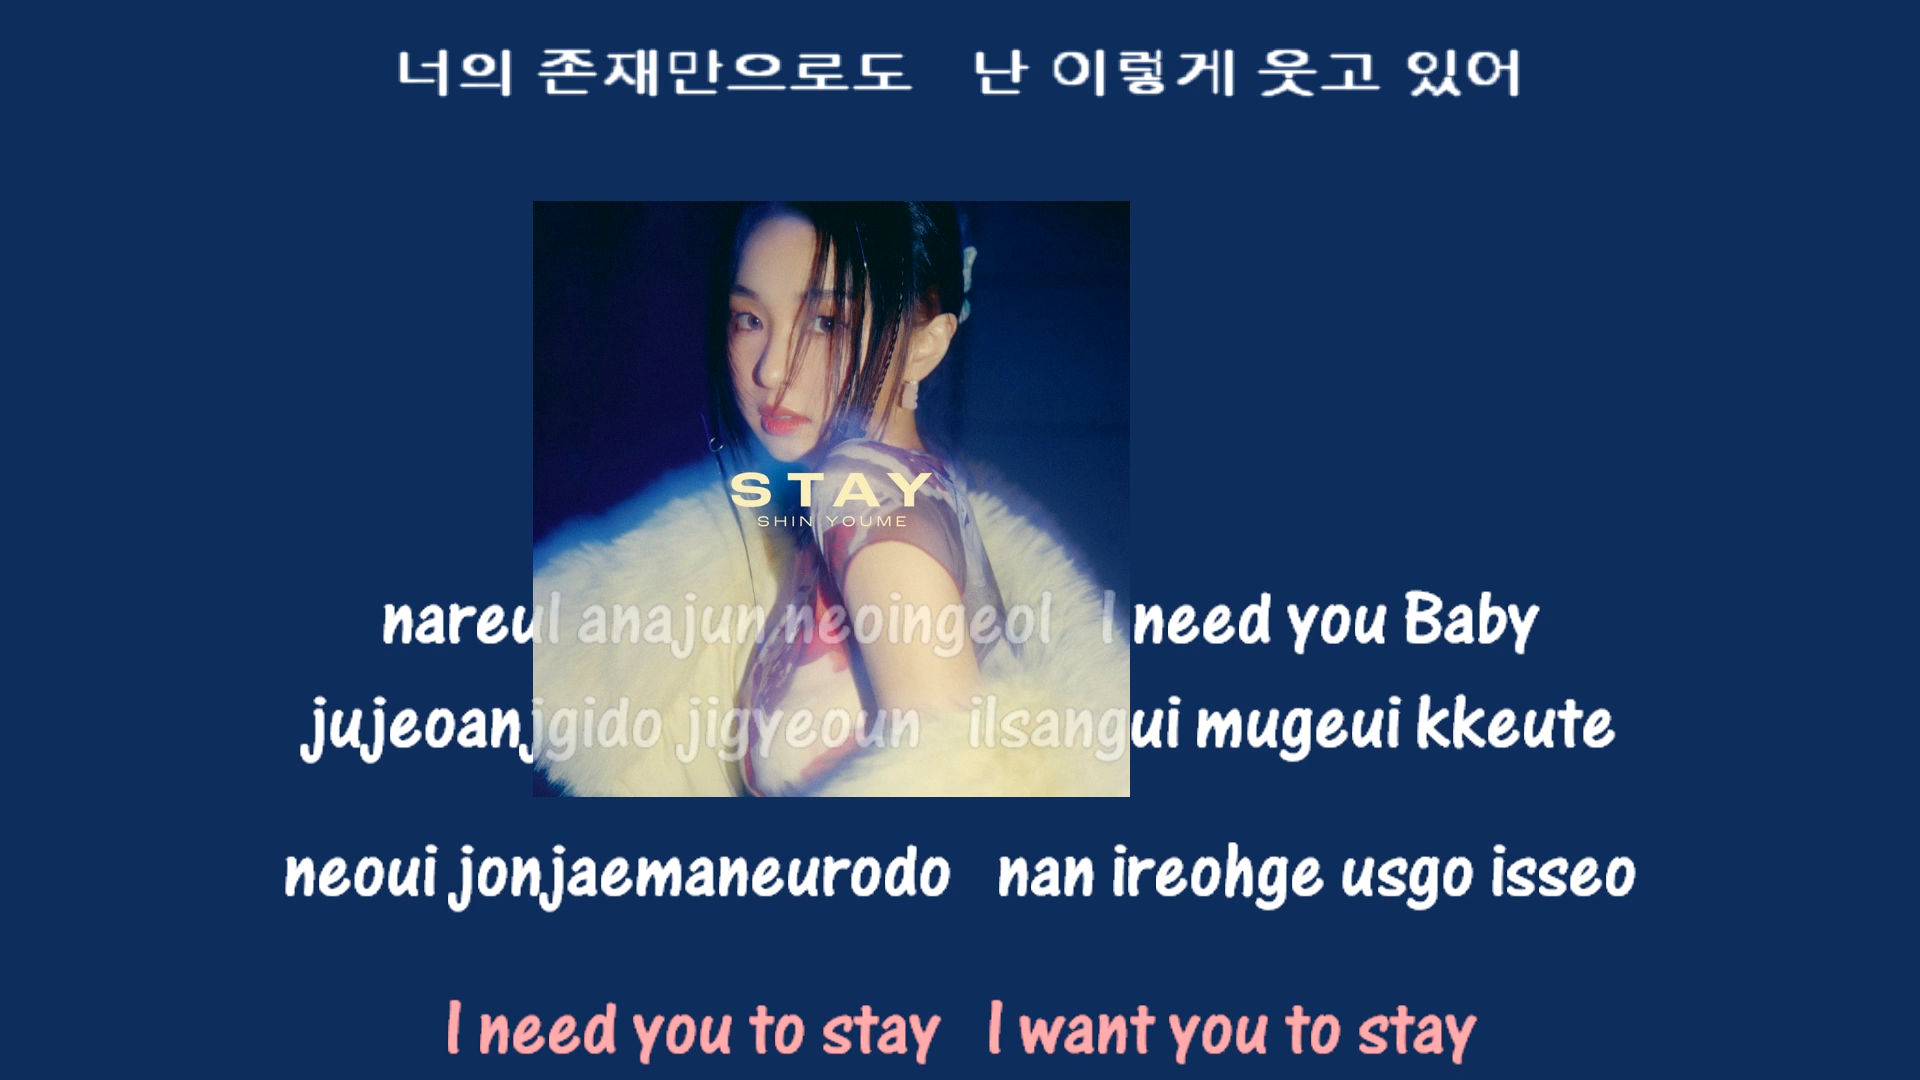 너의 존재만으로도 난 이렇게 웃고 있어
STAY
SHIN YOUME
nareul anajun neoingeol I need you Baby
jujeoanjgido jigyeoun ilsangui mugeui kkeute
neoui jonjaemaneurodo nan ireohge usgo isseo
I need you to stay I want you to stay